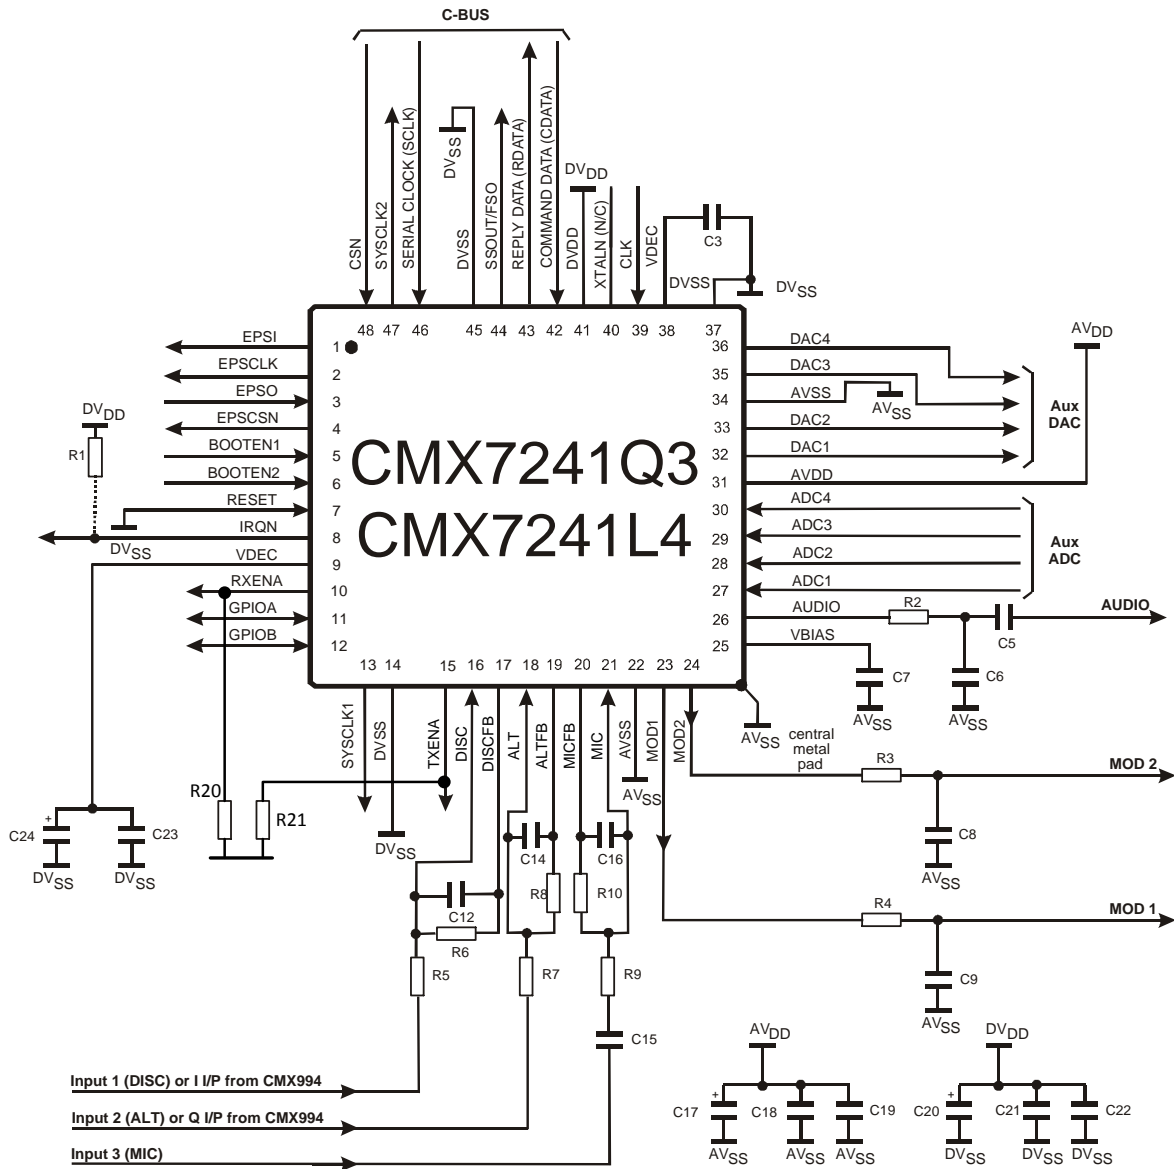 C-BUS
CSN
SYSCLK2
SERIAL CLOCK (SCLK)
DVSS
DVSS
SSOUT/FSO
REPLY DATA (RDATA)
COMMAND DATA (CDATA)
DVDD
DVDD
XTALN (N/C)
CLK
VDEC
C3
DVSS
DVSS
48 47 46 45 44 43 42 41 40 39 38 37
EPSI 1
EPSCLK 2
EPSO 3
EPSCSN 4
BOOTEN1 5
BOOTEN2 6
RESET 7
IRQN 8
VDEC 9
RXENA 10
GPIOA 11
GPIOB 12
DVDD
R1
DVSS
CMX7241Q3
CMX7241L4
36 DAC4
35 DAC3
34 AVSS
33 DAC2
32 DAC1
31 AVDD
30 ADC4
29 ADC3
28 ADC2
27 ADC1
26 AUDIO
25 VBIAS
AVDD
AVSS
Aux
DAC
Aux
ADC
R2
C5
AUDIO
C7
C6
AVSS
AVSS
13 14 15 16 17 18 19 20 21 22 23 24
SYSCLK1
DVSS
TXENA
DISC
DISCFB
ALT
ALTFB
MICFB
MIC
AVSS
MOD1
MOD2
AVSS
central
metal
pad
AVSS
R3
MOD 2
C8
AVSS
R4
MOD 1
C9
AVSS
R20
R21
C24
+
C23
DVSS
DVSS
DVSS
C14
C16
R8
R10
C12
R6
R5
R7
R9
C15
Input 1 (DISC) or I I/P from CMX994
Input 2 (ALT) or Q I/P from CMX994
Input 3 (MIC)
AVDD
DVDD
C17
+
C18
C19
C20
+
C21
C22
AVSS
AVSS
AVSS
DVSS
DVSS
DVSS